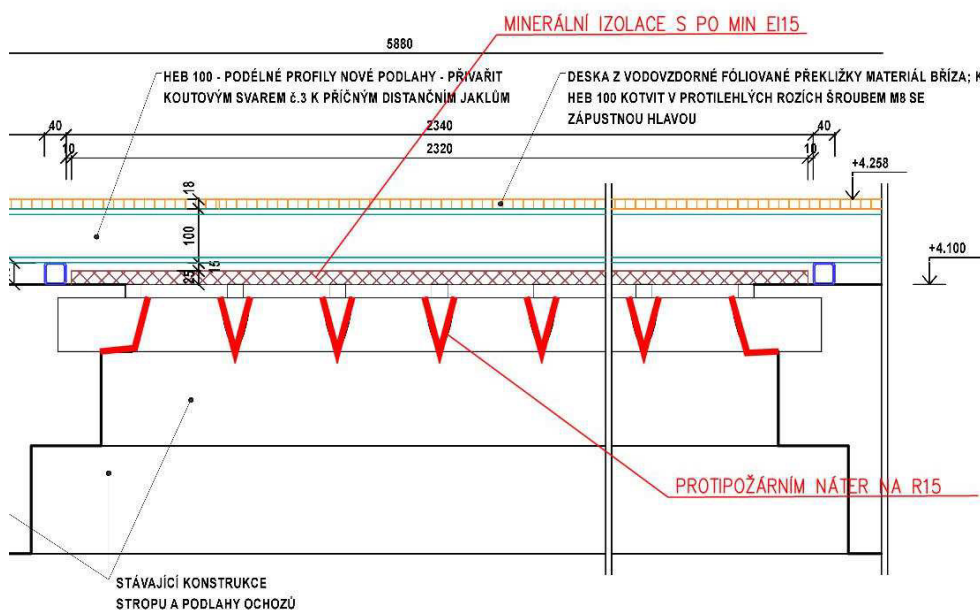 MINERÁLNÍ IZOLACE S PO MIN EI15
5880
HEB 100 - PODÉLNÉ PROFILY NOVÉ PODLAHY - PŘIVAŘIT
KOUTOVÝM SVAREM č.3 K PŘÍČNÝM DISTANČNÍM JAKLŮM
DESKA Z VODOVZDORNÉ FÓLIOVANÉ PŘEKLIŽKY MATERIÁL BŘÍZA; K
HEB 100 KOTVIT V PROTILEHLÝCH ROZÍCH ŠROUBEM M8 SE
ZÁPUSTNOU HLAVOU
40
2340
40
10
2320
10
+4.258
18
100
15
25
+4.100
PROTIPOŽÁRNÍM NÁTER NA R15
STÁVAJÍCÍ KONSTRUKCE
STROPU A PODLAHY OCHOZŮ